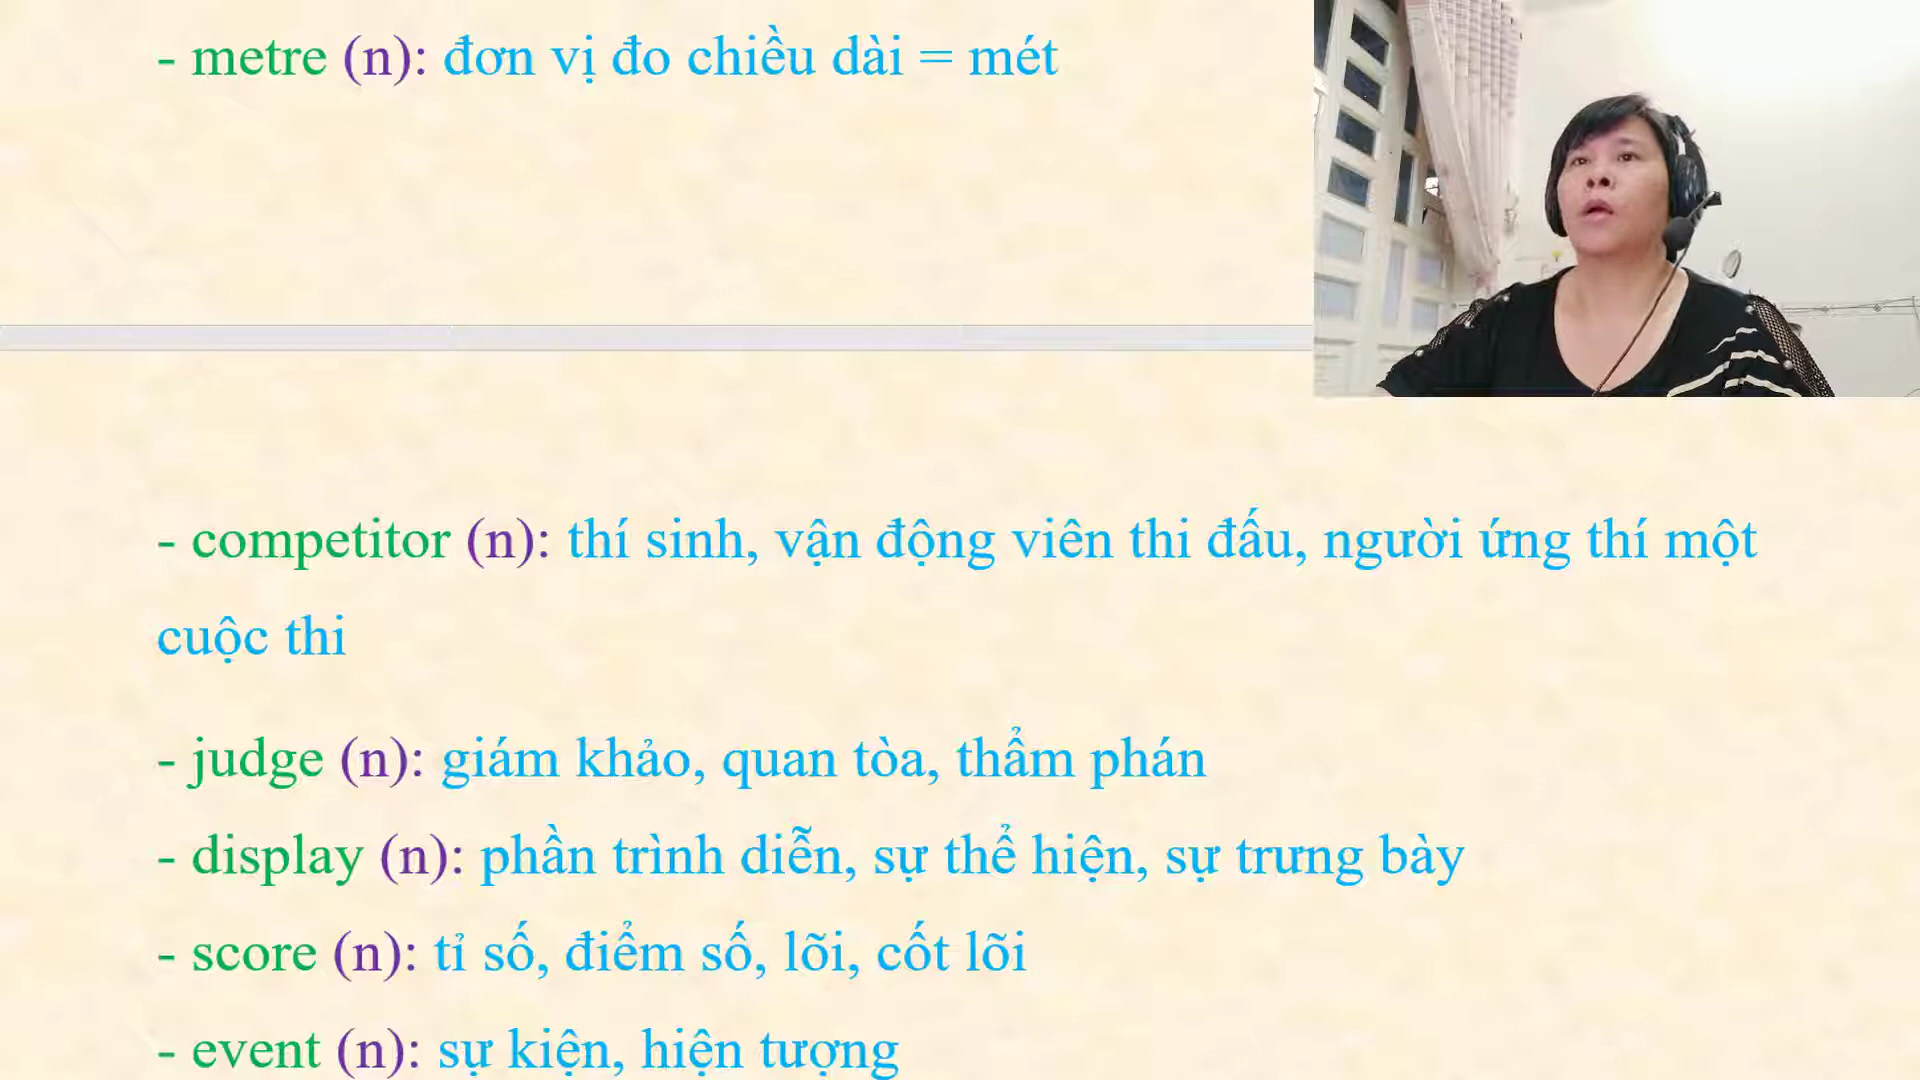 - metre (n): đơn vị đo chiều dài = mét
- competitor (n): thí sinh, vận động viên thi đấu, người ứng thí một
cuộc thi
- judge (n): giám khảo, quan tòa, thẩm phán
- display (n): phần trình diễn, sự thể hiện, sự trưng bày
- score (n): tỉ số, điểm số, lõi, cốt lõi
- event (n): sự kiện, hiện tượng